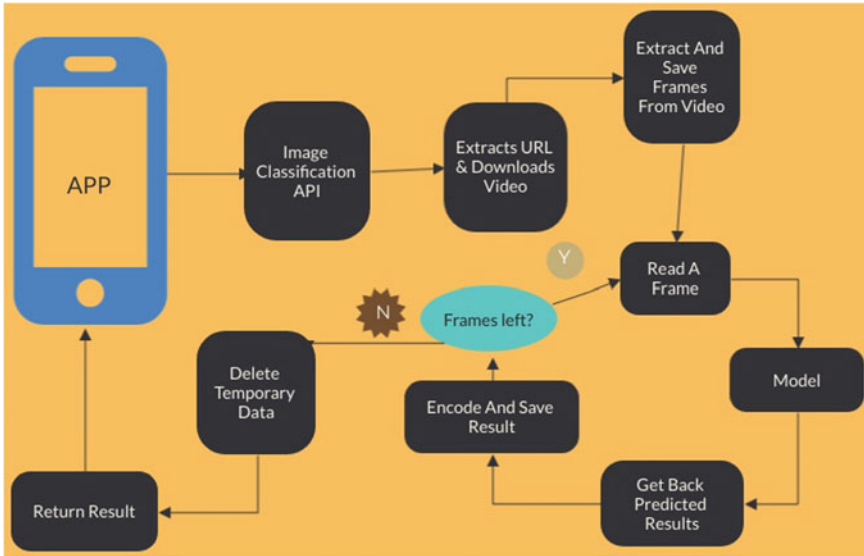 APP
Image
Classification
API
Extracts URL
& Downloads
Video
Extract And
Save
Frames
From Video
Read A
Frame
Y
Frames left?
N
Model
Get Back
Predicted
Results
Encode And Save
Result
Delete
Temporary
Data
Return Result